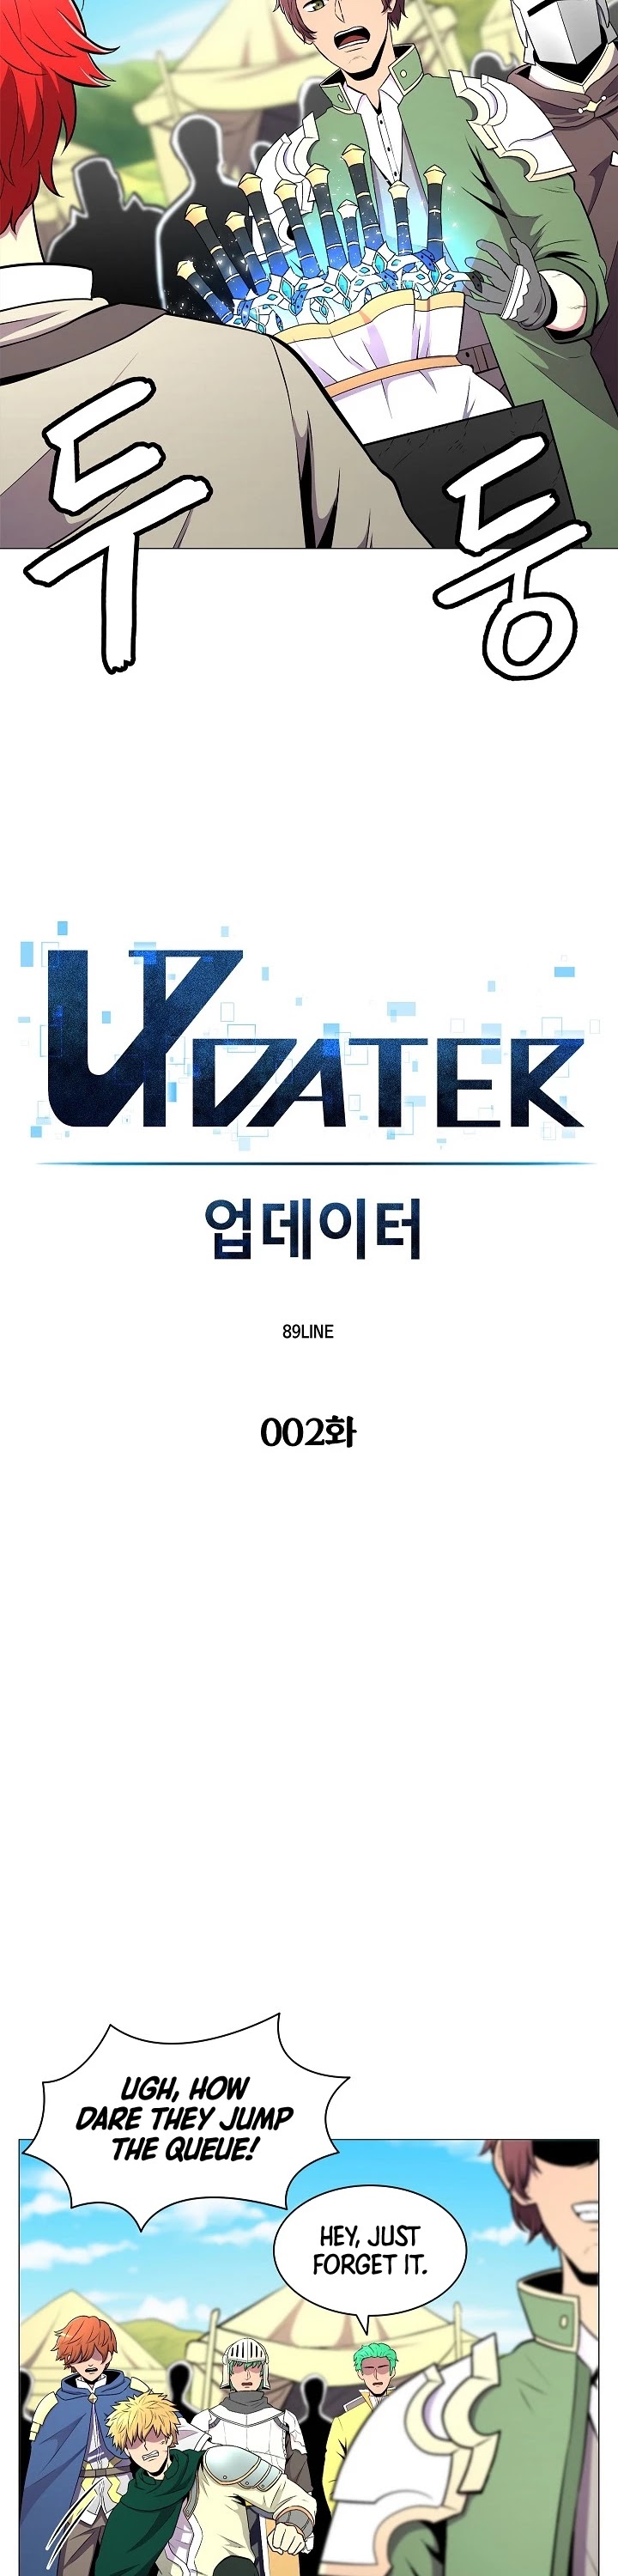 두둥
UPDATER
업데이터
89LINE
002화
UGH, HOW
DARE THEY JUMP
THE QUEUE!
HEY, JUST
FORGET IT.